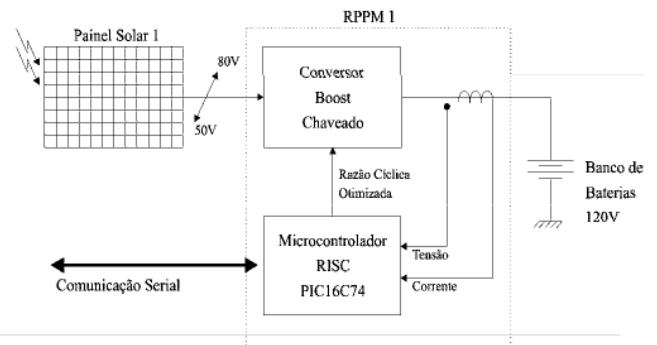 RPPM 1
Painel Solar 1
80V
50V
Conversor
Boost
Chaveado
Razão Cíclica
Otimizada
Banco de
Baterias
120V
Microcontrolador
RISC
PIC16C74
Tensão
Corrente
Comunicação Serial